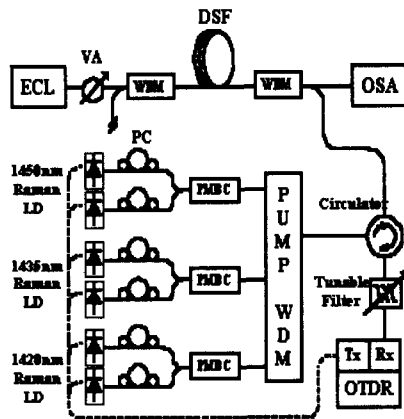 DSF
VA
ECL
WDM
WDM
OSA
PC
1450nm
Raman
LD
PMBC
1435nm
Raman
LD
PMBC
1420nm
Raman
LD
PMBC
PUMP WDM
Circulator
Tunable
Filter
Tx
Rx
OTDR